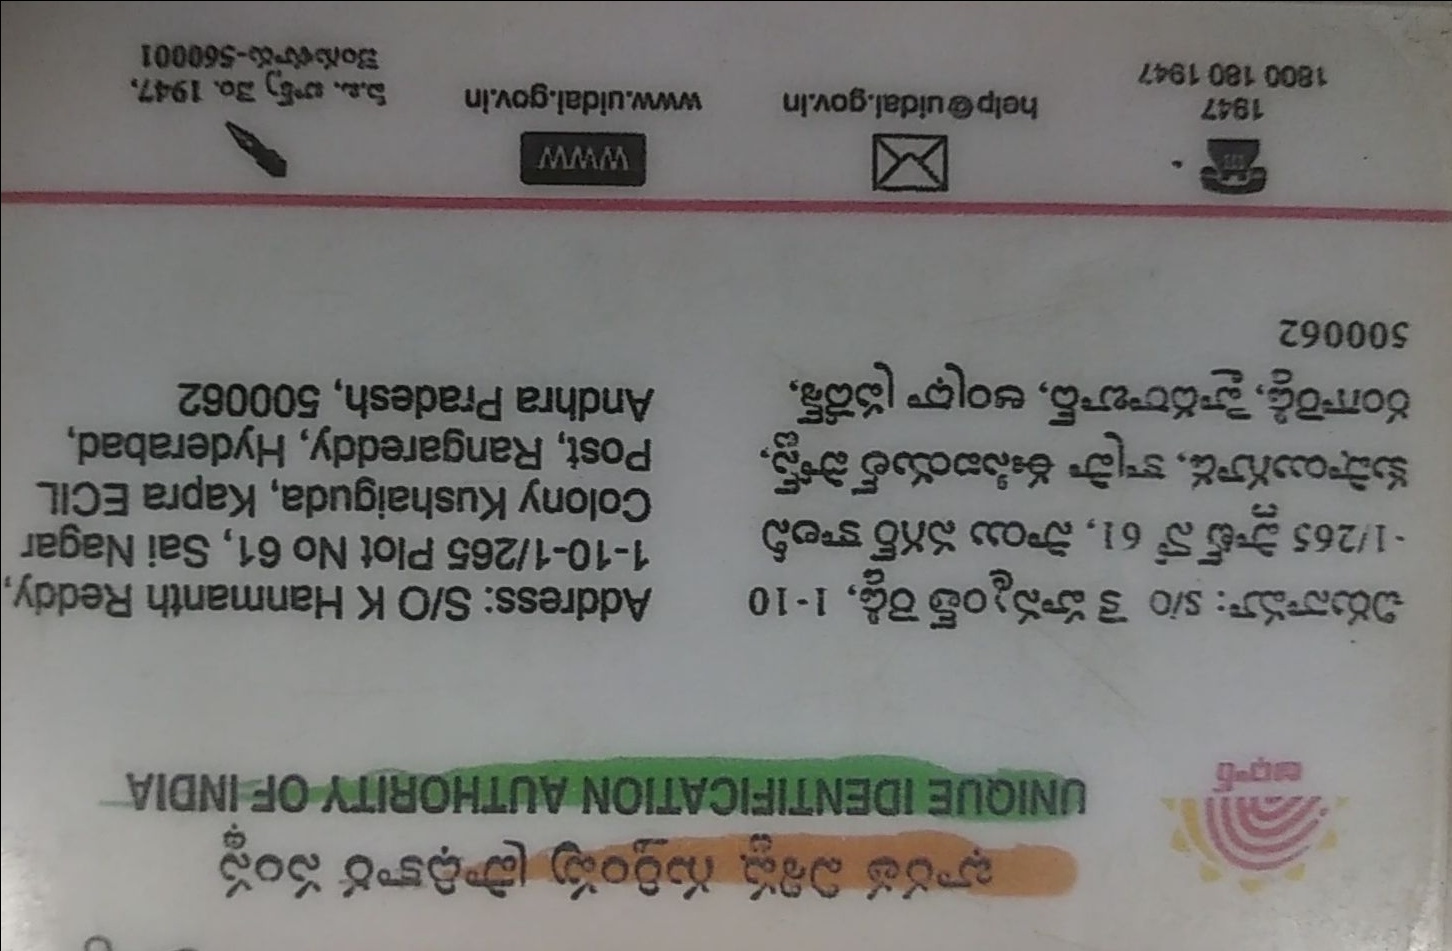 భారత విశిష్ట గుర్తింపు ప్రాధికార సంస్థ
UNIQUE IDENTIFICATION AUTHORITY OF INDIA
ఆధార్
చిరునామా: S/O కె హన్మంత్ రెడ్డి, 1-10
-1/265 ప్లాట్ నో 61, సాయి నగర్ కాలనీ
కుషాయిగూడ, కాప్రా ఈసిఐఎల్ పోస్ట్,
రంగారెడ్డి, హైదరాబాద్, ఆంధ్రా ప్రదేశ్,
500062
Address: S/O K Hanmanth Reddy,
1-10-1/265 Plot No 61, Sai Nagar
Colony Kushaiguda, Kapra ECIL
Post, Rangareddy, Hyderabad,
Andhra Pradesh, 500062
1947
1800 180 1947
help@uidai.gov.in
WWW
www.uidai.gov.in
పి.బి. బాక్స్ నెం. 1947,
బెంగుళూరు-560001